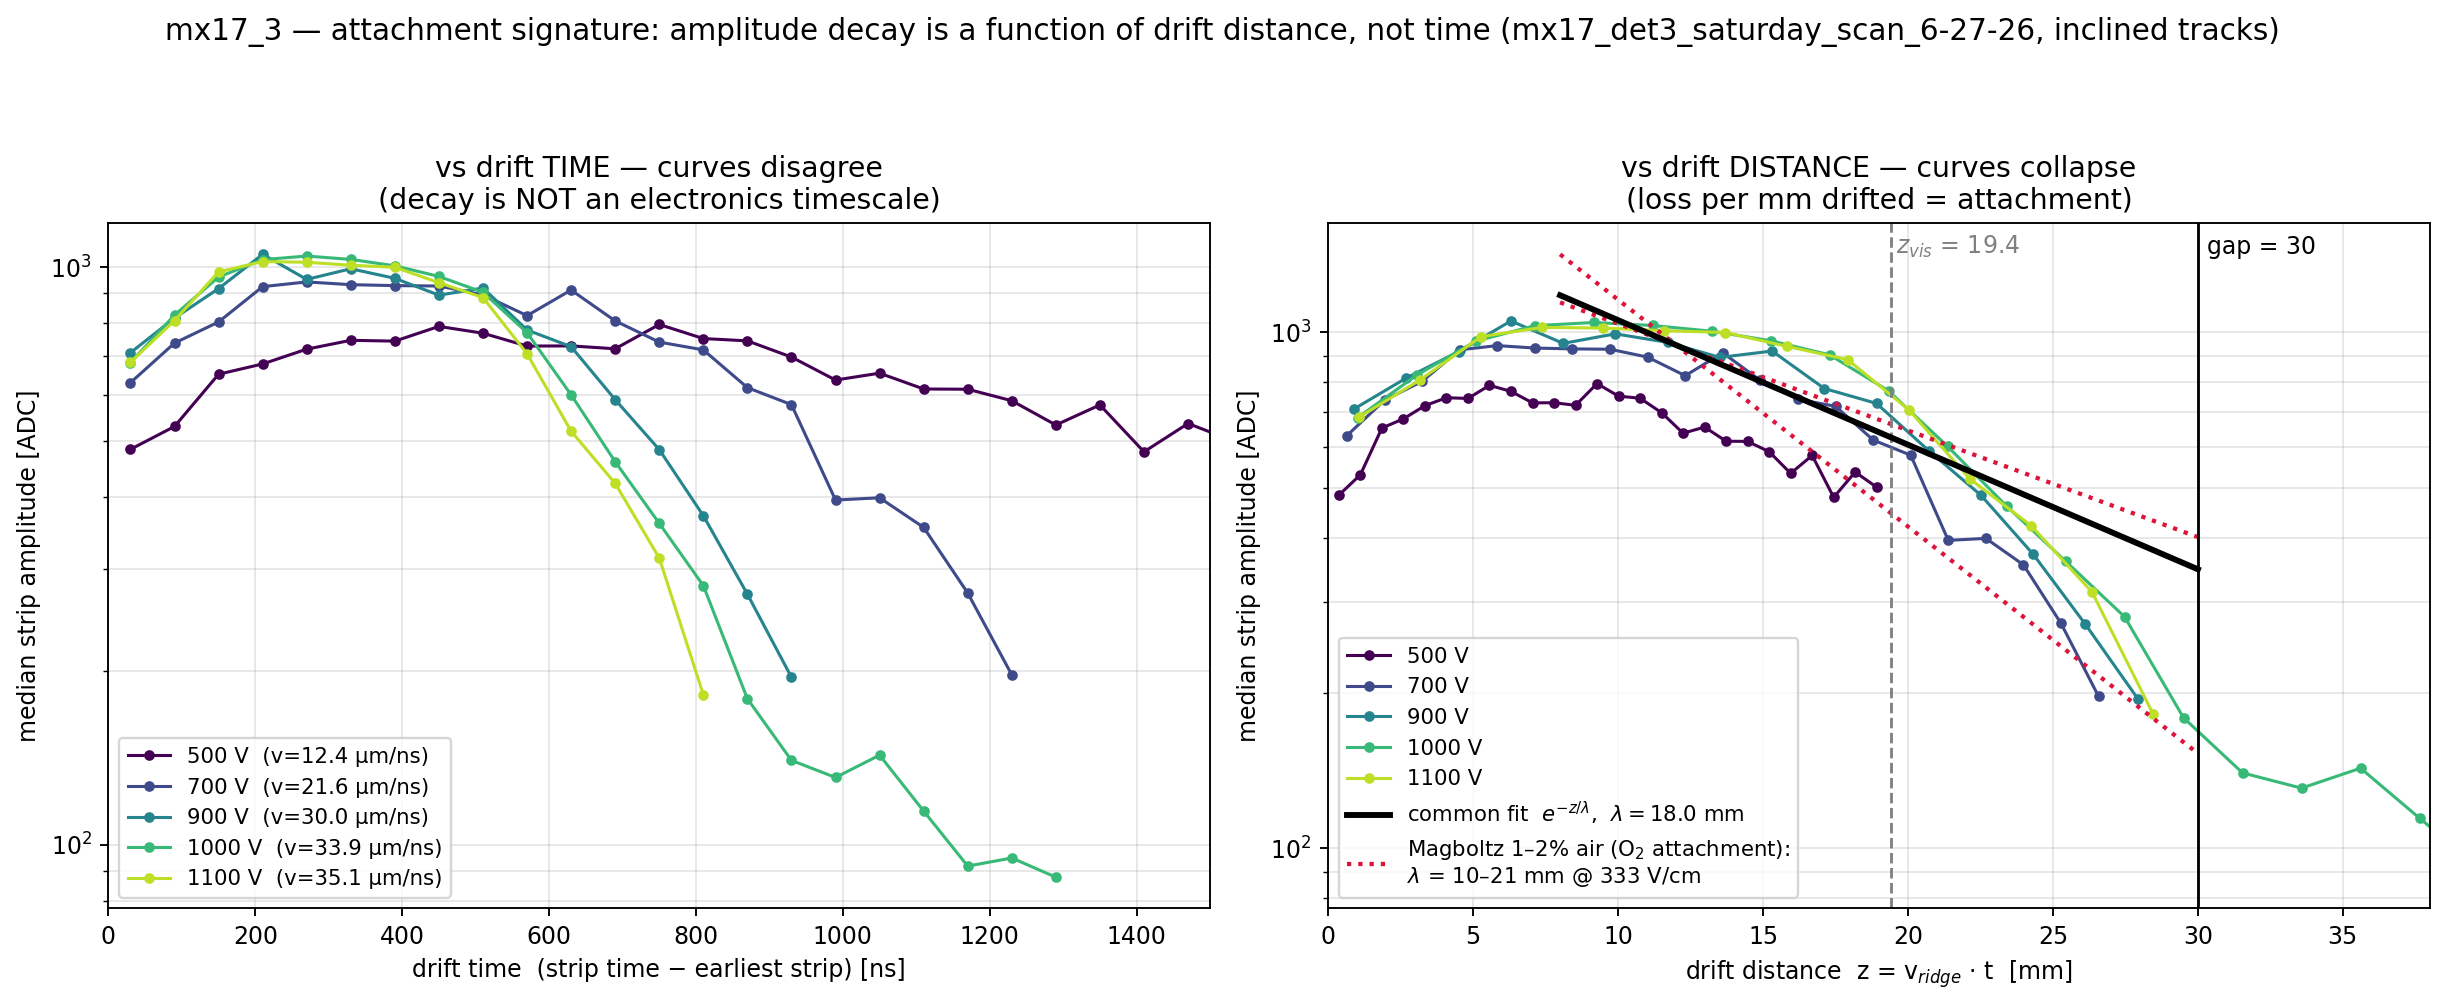 mx17_3 — attachment signature: amplitude decay is a function of drift distance, not time (mx17_det3_saturday_scan_6-27-26, inclined tracks)
vs drift TIME — curves disagree
(decay is NOT an electronics timescale)
10³
10²
median strip amplitude [ADC]
500 V (v=12.4 μm/ns)
700 V (v=21.6 μm/ns)
900 V (v=30.0 μm/ns)
1000 V (v=33.9 μm/ns)
1100 V (v=35.1 μm/ns)
0 200 400 600 800 1000 1200 1400
drift time (strip time − earliest strip) [ns]
vs drift DISTANCE — curves collapse
(loss per mm drifted = attachment)
z_vis = 19.4
gap = 30
10³
10²
median strip amplitude [ADC]
500 V
700 V
900 V
1000 V
1100 V
common fit e^{−z/λ}, λ = 18.0 mm
Magboltz 1–2% air (O₂ attachment):
λ = 10–21 mm @ 333 V/cm
0 5 10 15 20 25 30 35
drift distance z = v_ridge · t [mm]